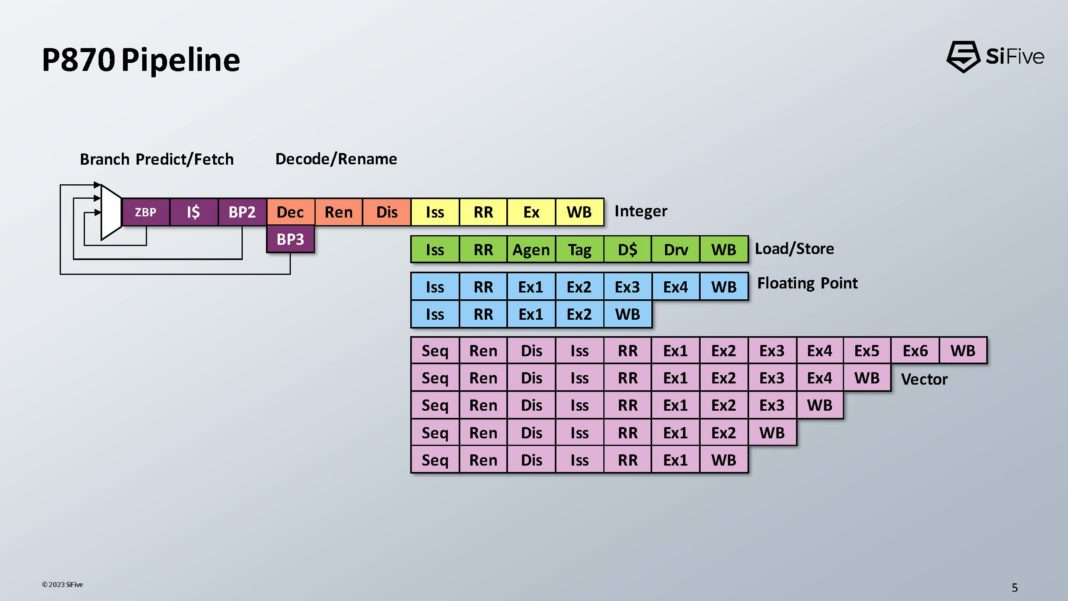 P870 Pipeline
SiFive
Branch Predict/Fetch Decode/Rename
ZBP I$ BP2 Dec Ren Dis Iss RR Ex WB Integer
BP3
Iss RR Agen Tag D$ Drv WB Load/Store
Iss RR Ex1 Ex2 Ex3 Ex4 WB Floating Point
Iss RR Ex1 Ex2 WB
Seq Ren Dis Iss RR Ex1 Ex2 Ex3 Ex4 Ex5 Ex6 WB
Seq Ren Dis Iss RR Ex1 Ex2 Ex3 Ex4 WB Vector
Seq Ren Dis Iss RR Ex1 Ex2 Ex3 WB
Seq Ren Dis Iss RR Ex1 Ex2 WB
Seq Ren Dis Iss RR Ex1 WB
© 2023 SiFive
5